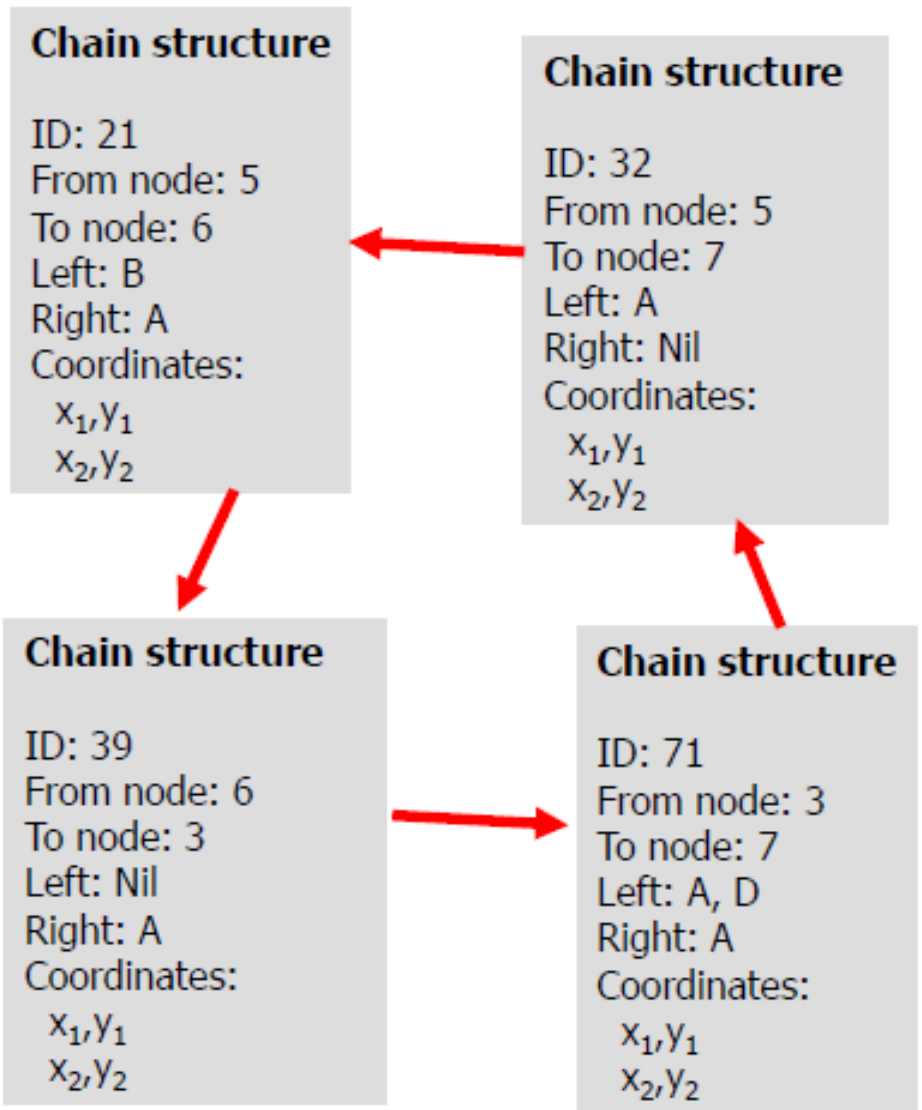 Chain structure
ID: 21
From node: 5
To node: 6
Left: B
Right: A
Coordinates:
x₁,y₁
x₂,y₂
Chain structure
ID: 32
From node: 5
To node: 7
Left: A
Right: Nil
Coordinates:
x₁,y₁
x₂,y₂
Chain structure
ID: 39
From node: 6
To node: 3
Left: Nil
Right: A
Coordinates:
x₁,y₁
x₂,y₂
Chain structure
ID: 71
From node: 3
To node: 7
Left: A, D
Right: A
Coordinates:
x₁,y₁
x₂,y₂